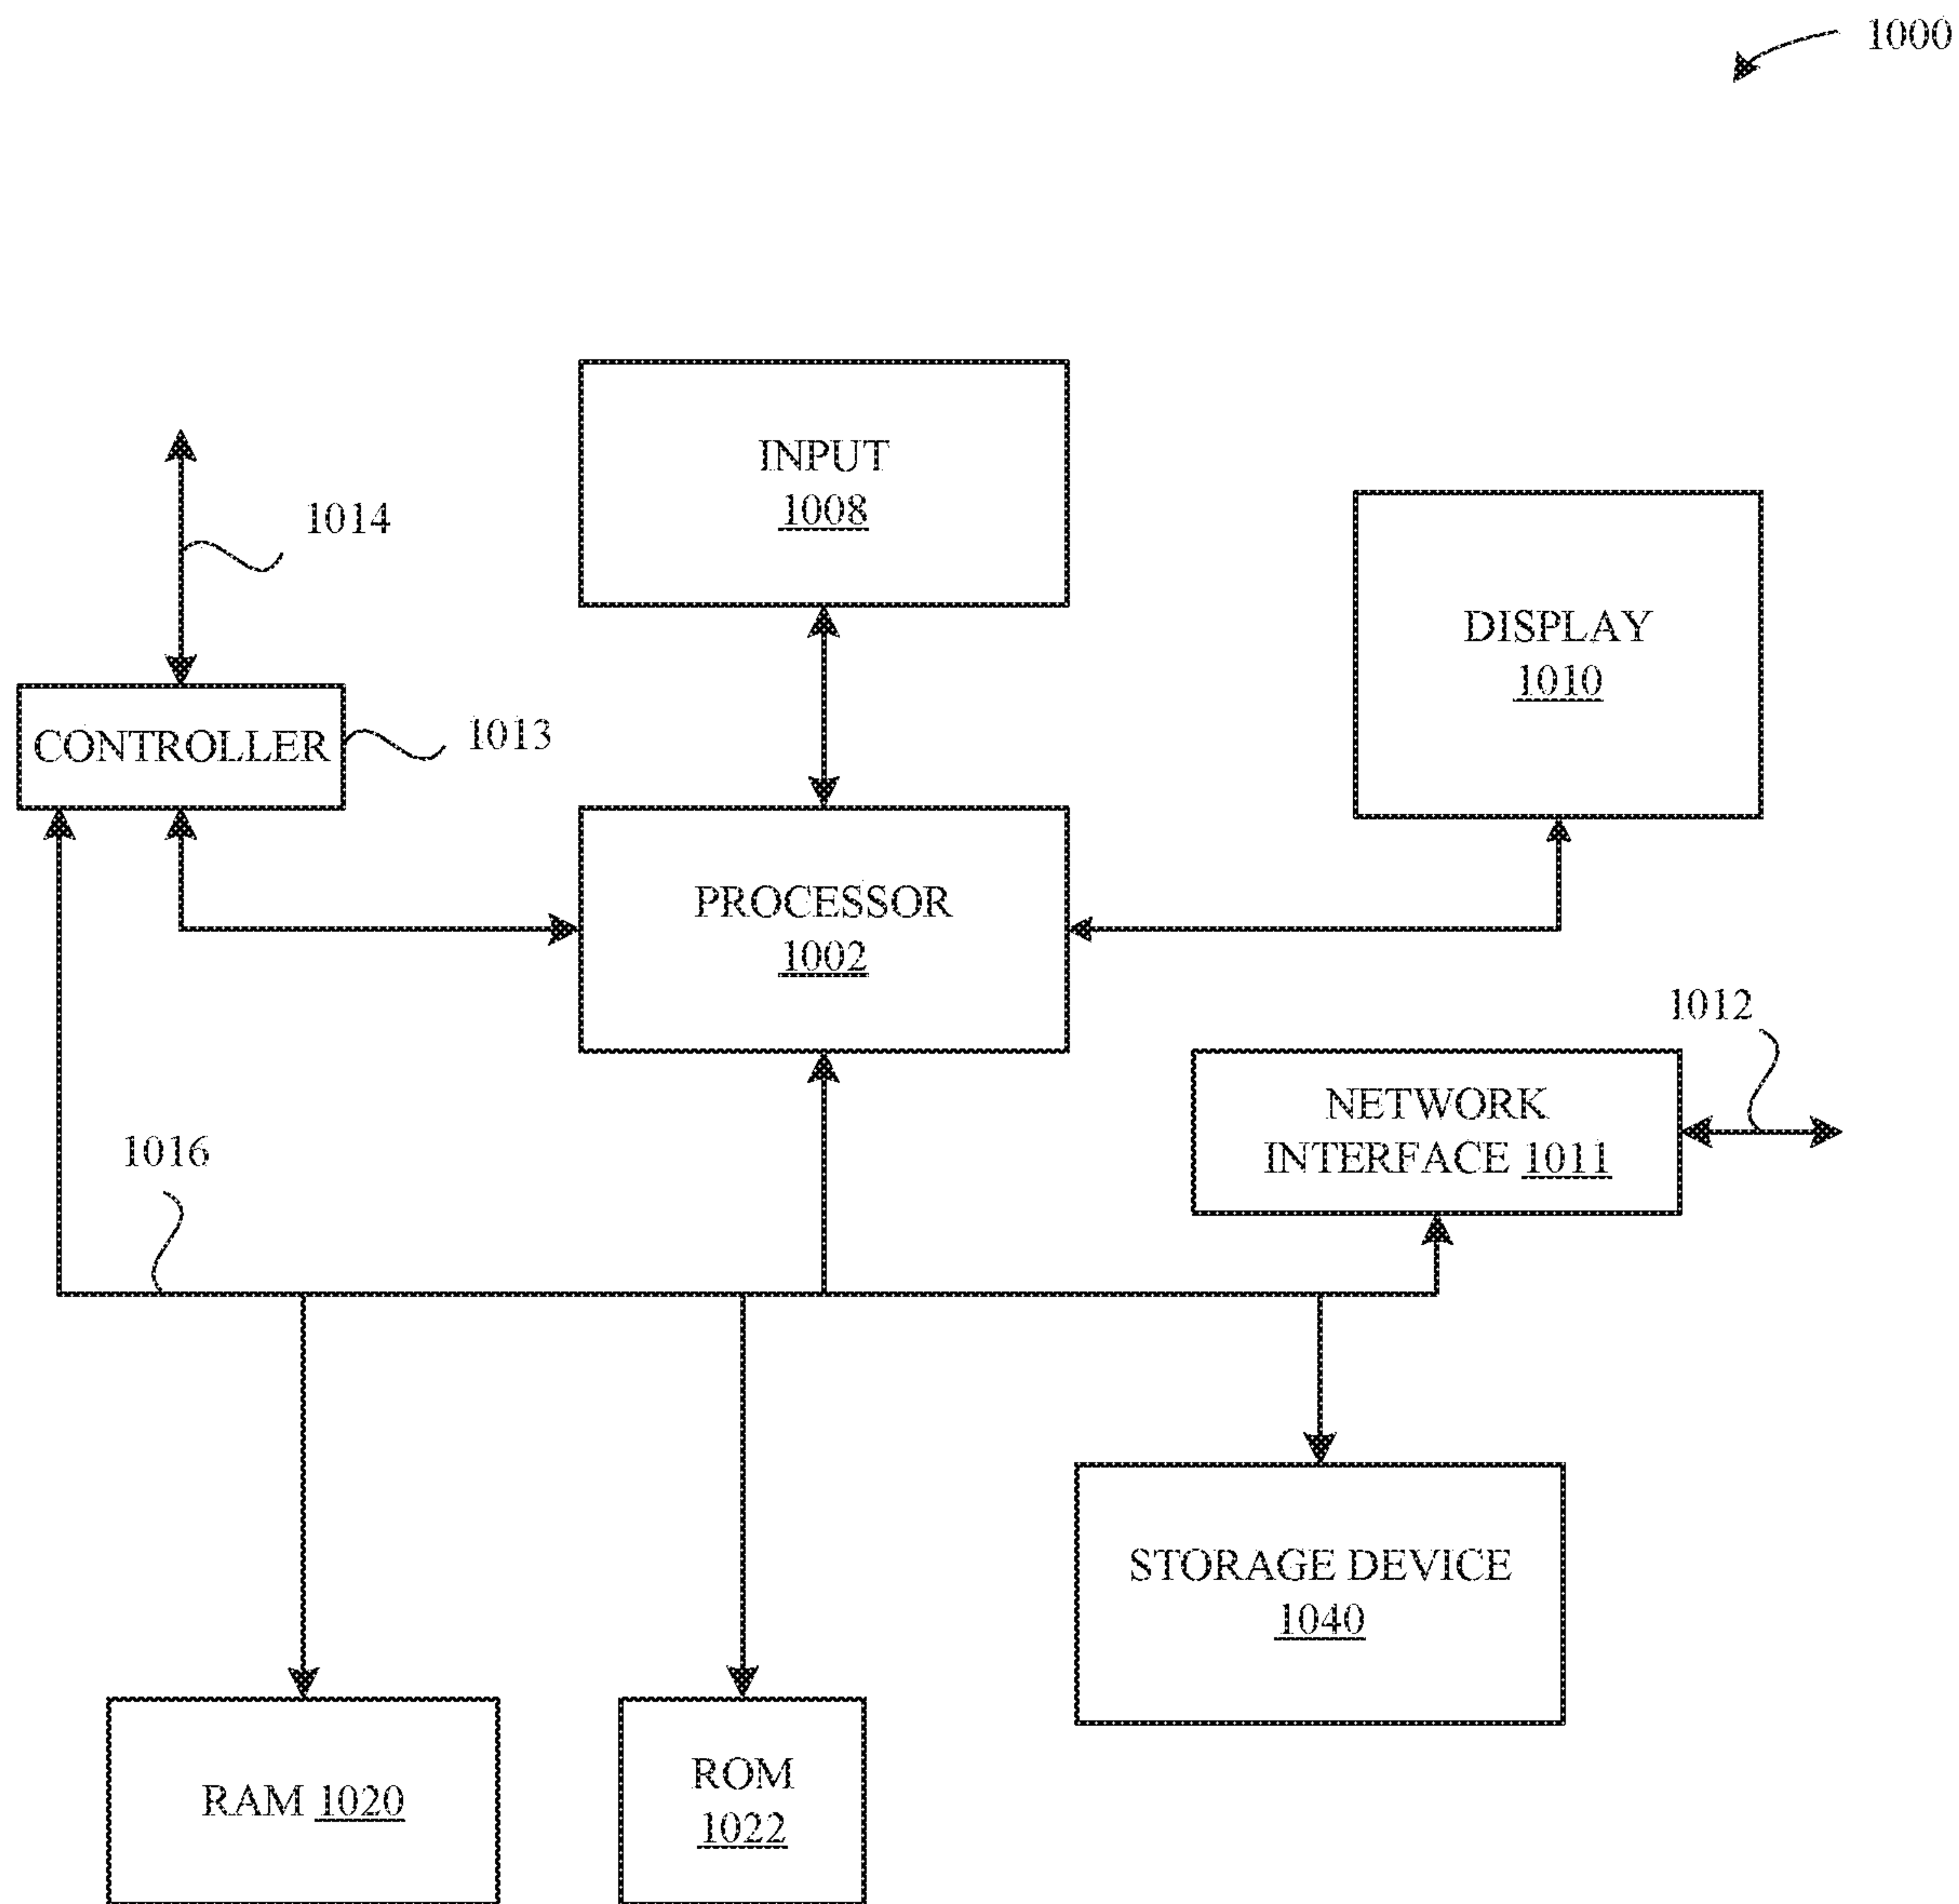 1000
INPUT
1008
1014
DISPLAY
1010
CONTROLLER
1013
PROCESSOR
1002
1012
NETWORK
INTERFACE 1011
1016
STORAGE DEVICE
1040
RAM 1020
ROM
1022